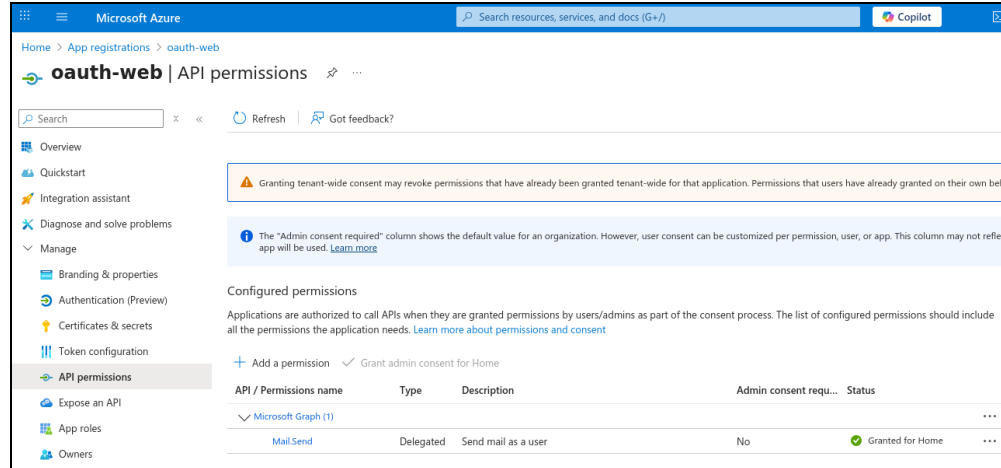 Microsoft Azure
Search resources, services, and docs (G+/)
Copilot
Home > App registrations > oauth-web
oauth-web | API permissions
Search
Refresh
Got feedback?
Overview
Quickstart
Integration assistant
Diagnose and solve problems
Manage
Branding & properties
Authentication (Preview)
Certificates & secrets
Token configuration
API permissions
Expose an API
App roles
Owners
Granting tenant-wide consent may revoke permissions that have already been granted tenant-wide for that application. Permissions that users have already granted on their own
The "Admin consent required" column shows the default value for an organization. However, user consent can be customized per permission, user, or app. This column may not
app will be used. Learn more
Configured permissions
Applications are authorized to call APIs when they are granted permissions by users/admins as part of the consent process. The list of configured permissions should include
all the permissions the application needs. Learn more about permissions and consent
Add a permission
Grant admin consent for Home
API / Permissions name Type Description Admin consent requ... Status
Microsoft Graph (1)
Mail.Send Delegated Send mail as a user No Granted for Home